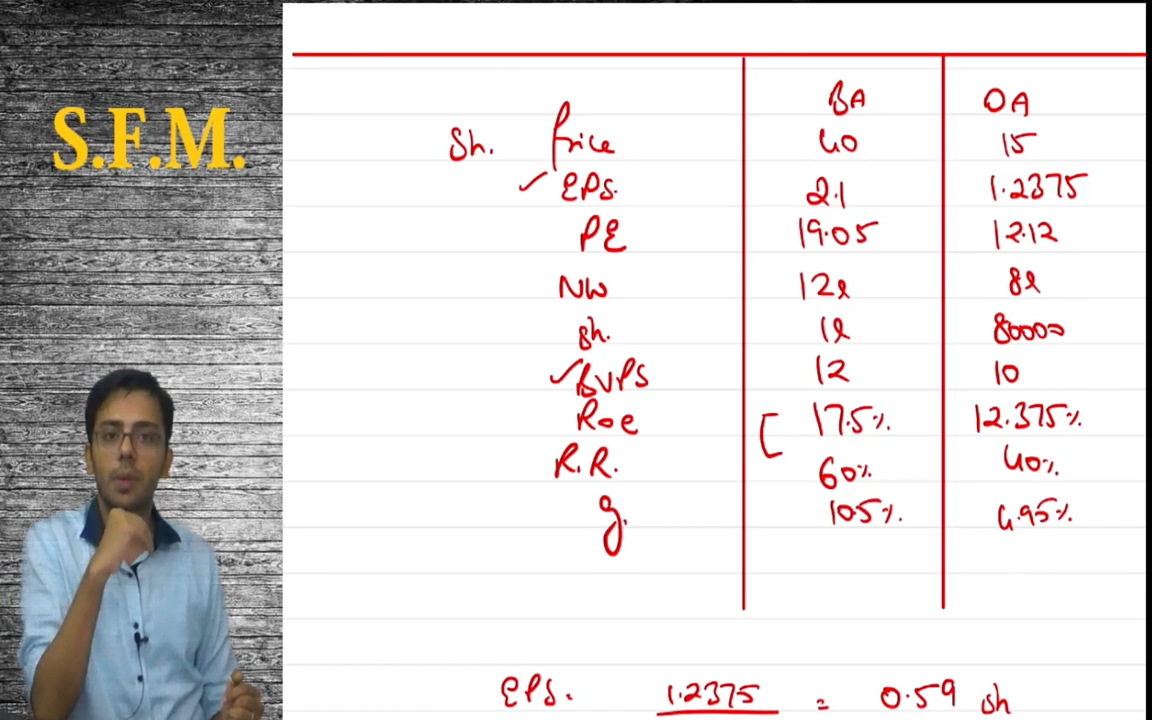 S.F.M.
BA OA
Sh. Price 40 15
EPS. 2.1 1.2375
PE 19.05 12.12
NW 12l 8l
sh. 1l 80000
BVPS 12 10
Roe 17.5% 12.375%
R.R. 60% 40%
g. 10.5%. 4.95%
EPS. 1.2375 = 0.59 sh